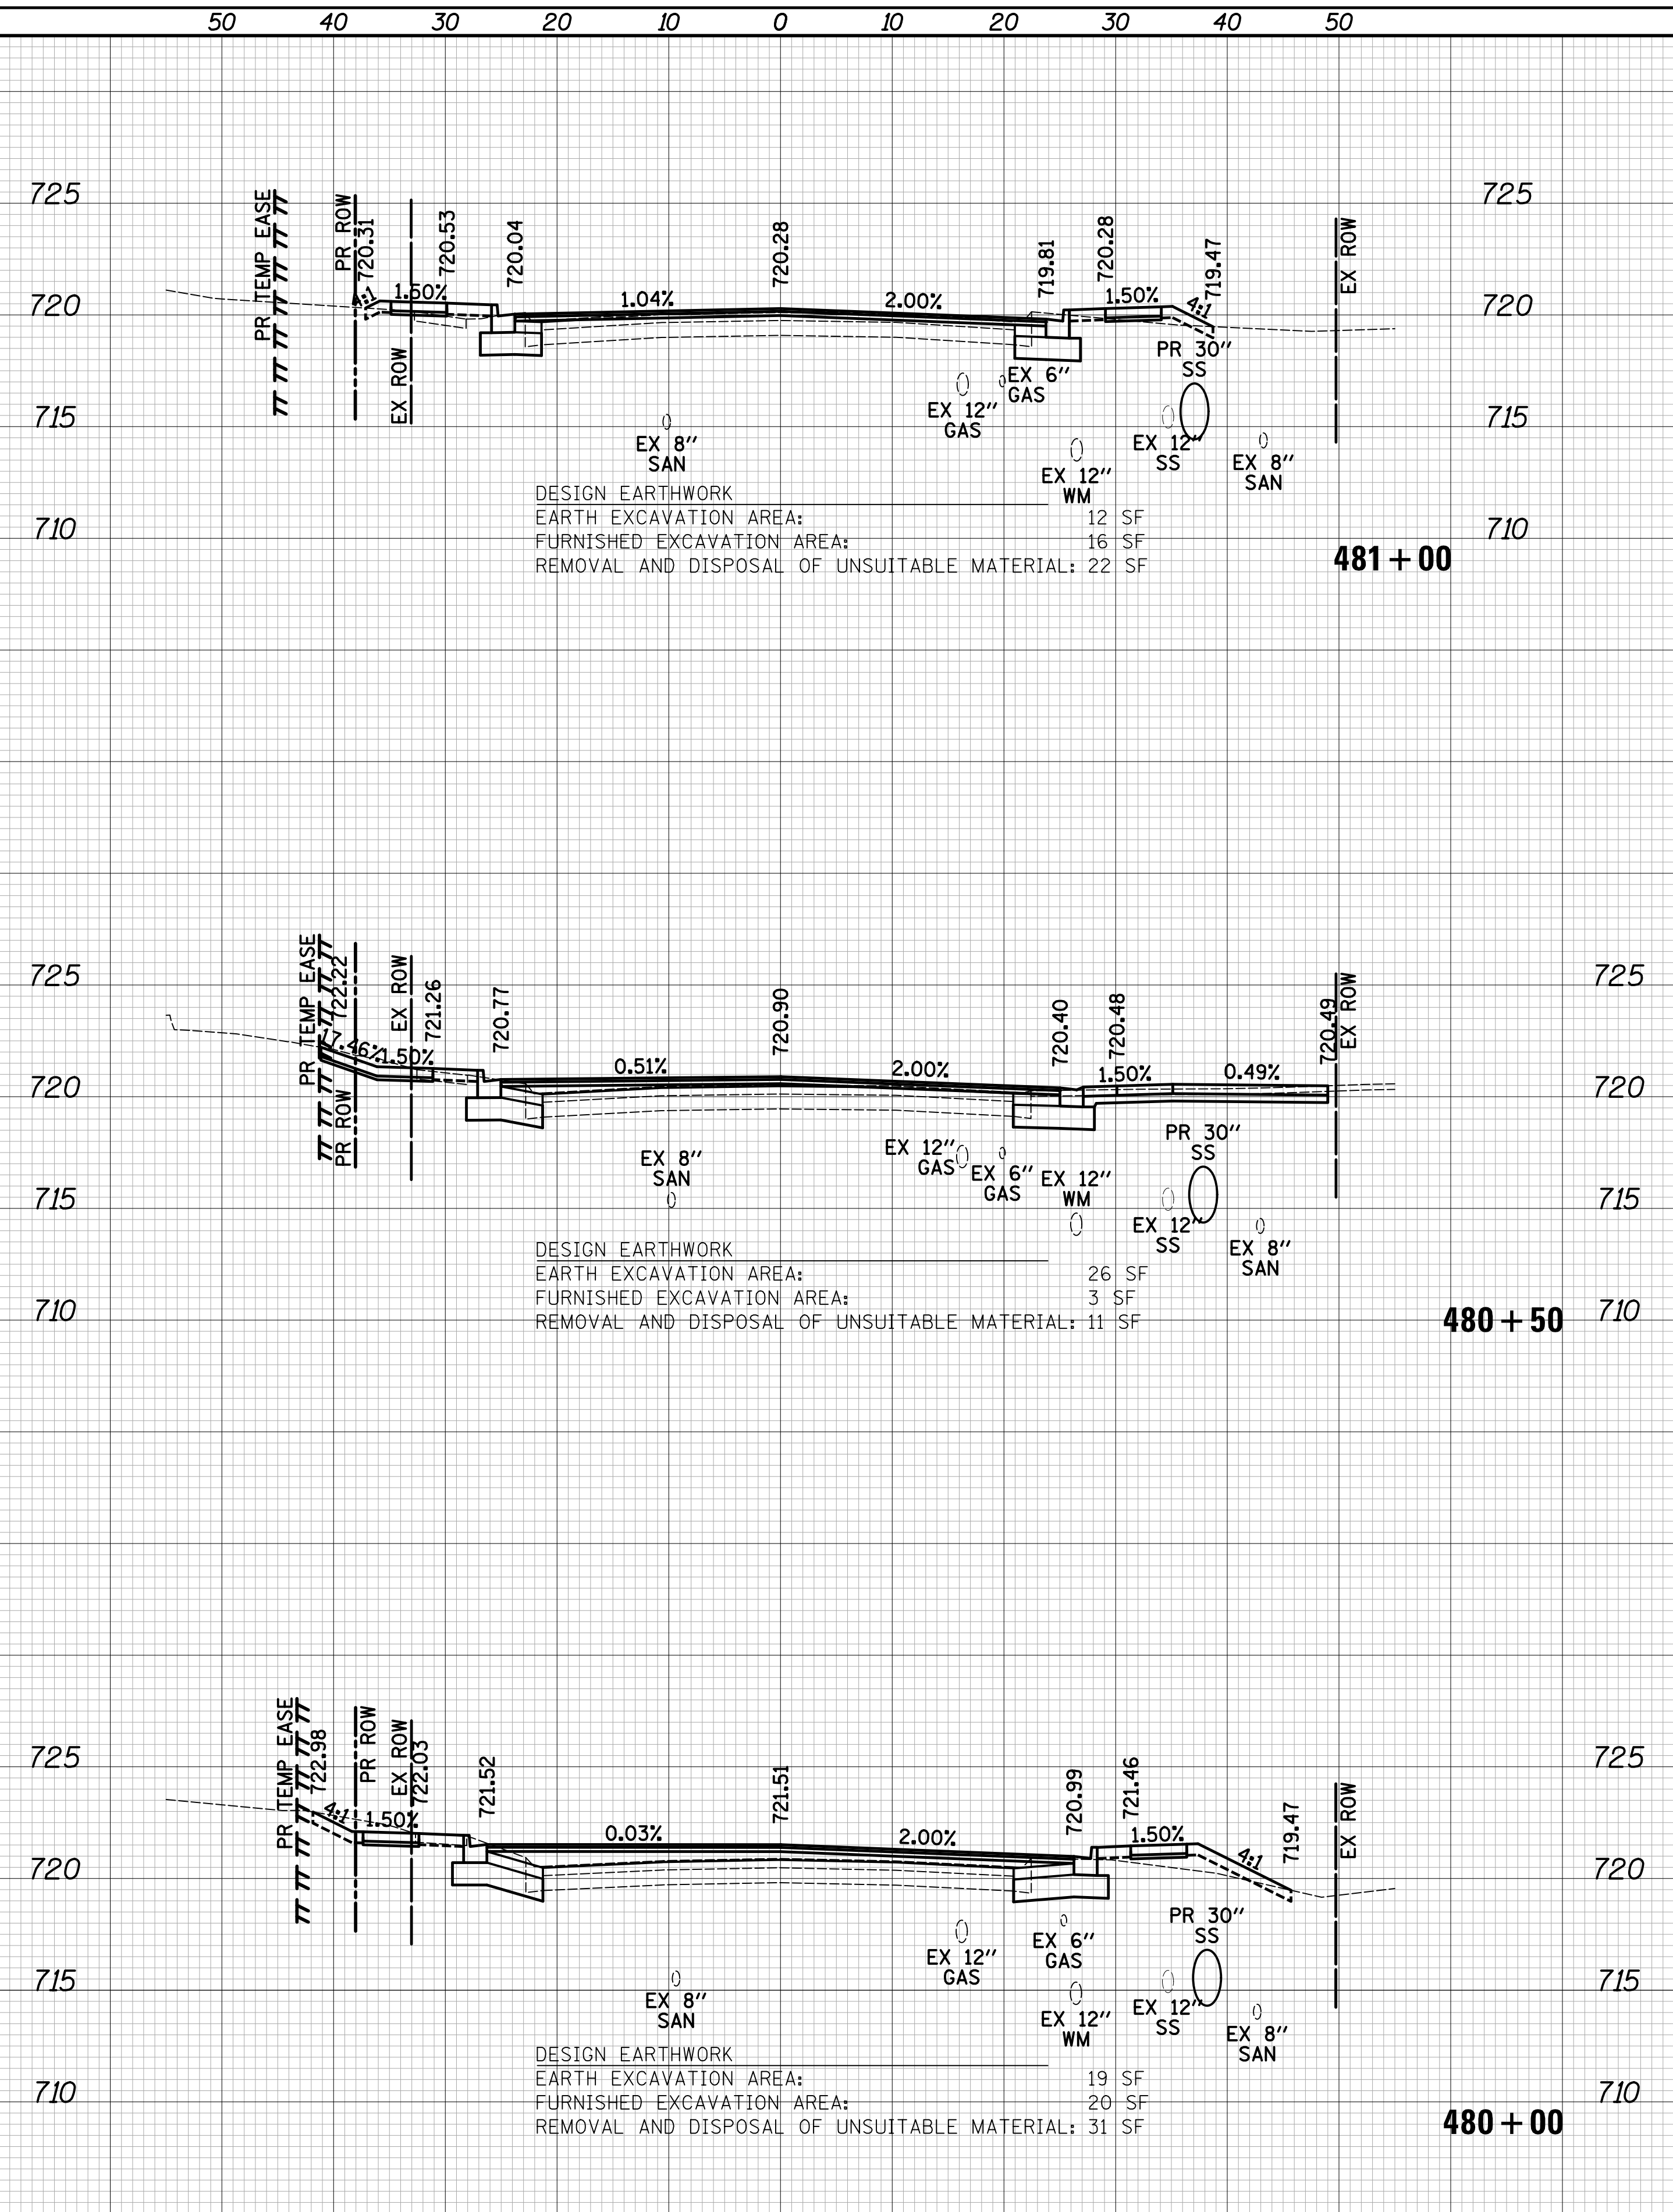 50 40 30 20 10 0 10 20 30 40 50
725 725
PR TEMP EASE
PR ROW
720.31
EX ROW
720.53
720.04
720.28
719.81
720.28
719.47
EX ROW
720 720
4:1
1.50%
1.04%
2.00%
1.50%
4:1
PR 30"
SS
EX 6"
GAS
EX 12"
GAS
715 715
EX 8"
SAN
EX 12"
SS
EX 8"
SAN
EX 12"
WM
DESIGN EARTHWORK
EARTH EXCAVATION AREA: 12 SF
FURNISHED EXCAVATION AREA: 16 SF
REMOVAL AND DISPOSAL OF UNSUITABLE MATERIAL: 22 SF
710 710
481+00
725 725
PR TEMP EASE
722.22
PR ROW
EX ROW
721.26
720.77
720.90
720.40
720.48
720.49
EX ROW
720 720
17.46%
1.50%
0.51%
2.00%
1.50%
0.49%
PR 30"
SS
EX 12"
GAS
EX 8"
SAN
EX 6"
GAS
EX 12"
WM
715 715
EX 12"
SS
EX 8"
SAN
DESIGN EARTHWORK
EARTH EXCAVATION AREA: 26 SF
FURNISHED EXCAVATION AREA: 3 SF
REMOVAL AND DISPOSAL OF UNSUITABLE MATERIAL: 11 SF
710 710
480+50
725 725
PR TEMP EASE
722.98
PR ROW
EX ROW
722.03
721.52
721.51
720.99
721.46
719.47
EX ROW
720 720
4:1
1.50%
0.03%
2.00%
1.50%
4:1
PR 30"
SS
EX 6"
GAS
EX 12"
GAS
715 715
EX 8"
SAN
EX 12"
WM
EX 12"
SS
EX 8"
SAN
DESIGN EARTHWORK
EARTH EXCAVATION AREA: 19 SF
FURNISHED EXCAVATION AREA: 20 SF
REMOVAL AND DISPOSAL OF UNSUITABLE MATERIAL: 31 SF
710 710
480+00